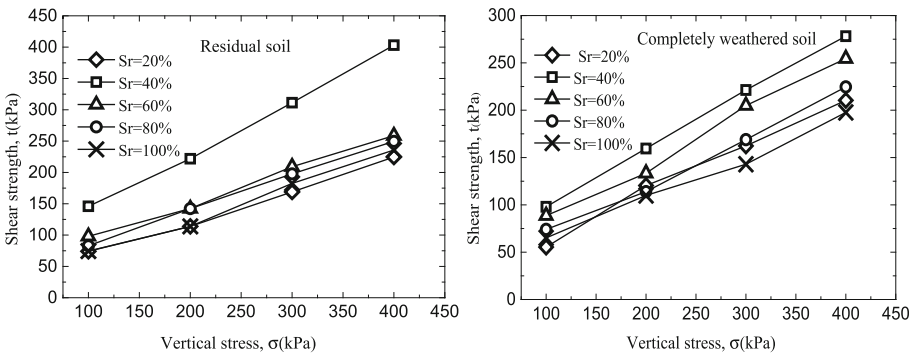 Residual soil
Sr=20%
Sr=40%
Sr=60%
Sr=80%
Sr=100%
450
400
350
300
250
200
150
100
50
0
100 150 200 250 300 350 400 450
Shear strength, t(kPa)
Vertical stress, σ(kPa)
Completely weathered soil
Sr=20%
Sr=40%
Sr=60%
Sr=80%
Sr=100%
300
250
200
150
100
50
0
100 150 200 250 300 350 400 450
Shear strength, t(kPa)
Vertical stress, σ(kPa)